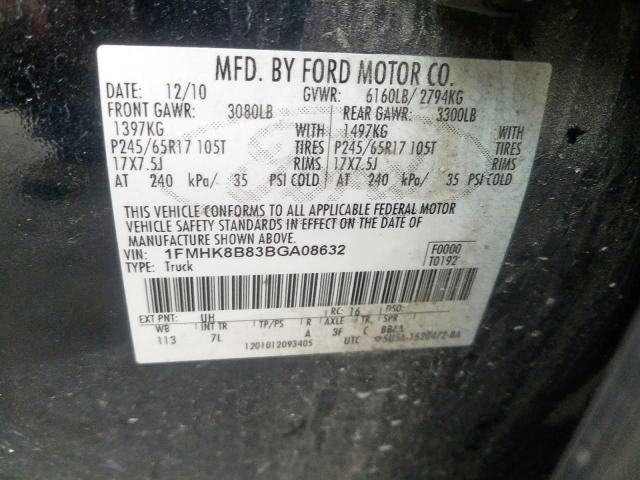 MFD. BY FORD MOTOR CO.
DATE: 12/10 GVWR: 6160LB/ 2794KG
FRONT GAWR: 3080LB REAR GAWR: 3300LB
1397KG WITH 1497KG WITH
P245/65R17 105T TIRES P245/65R17 105T TIRES
17X7.5J RIMS 17X7.5J RIMS
AT 240 kPa/ 35 PSI COLD AT 240 kPa/ 35 PSI COLD
THIS VEHICLE CONFORMS TO ALL APPLICABLE FEDERAL MOTOR
VEHICLE SAFETY STANDARDS IN EFFECT ON THE DATE OF
MANUFACTURE SHOWN ABOVE.
VIN: 1FMHK8B83BGA08632 F0000
TYPE: Truck T0192
EXT PNT: UH RC: 16 DSO:
WB INT TR TP/PS R AXLE TR SPR
113 7L A 3F C
1201012093405 UTC